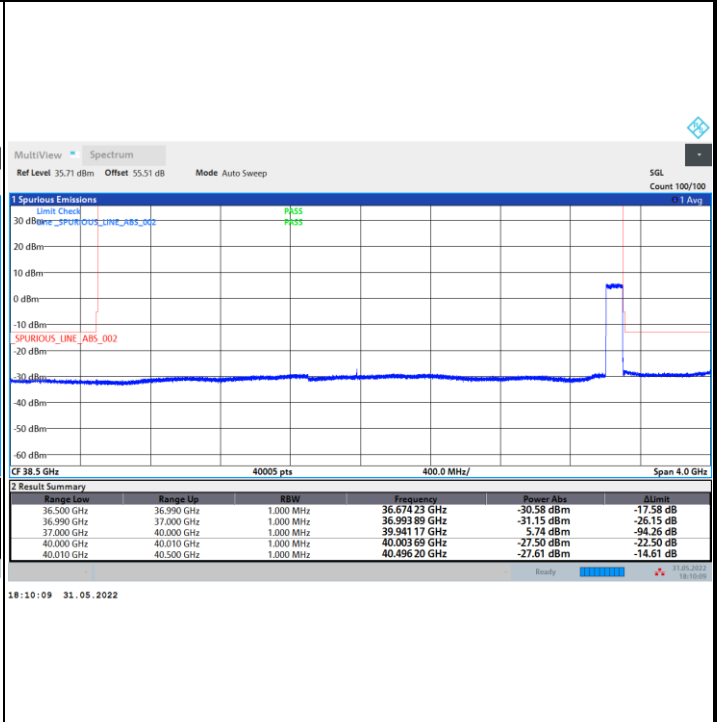 MultiView Spectrum
Ref Level 35.71 dBm Offset 55.51 dB Mode Auto Sweep SGL
Count 100/100
1 Spurious Emissions 1 Avg
Limit Check PASS
30 dBm Line _SPURIOUS_LINE_ABS_002 PASS
20 dBm
10 dBm
0 dBm
-10 dBm
_SPURIOUS_LINE_ABS_002
-20 dBm
-30 dBm
-40 dBm
-50 dBm
-60 dBm
CF 38.5 GHz 40005 pts 400.0 MHz/ Span 4.0 GHz
2 Result Summary
Range Low Range Up RBW Frequency Power Abs ΔLimit
36.500 GHz 36.990 GHz 1.000 MHz 36.674 23 GHz -30.58 dBm -17.58 dB
36.990 GHz 37.000 GHz 1.000 MHz 36.993 89 GHz -31.15 dBm -26.15 dB
37.000 GHz 40.000 GHz 1.000 MHz 39.941 17 GHz 5.74 dBm -94.26 dB
40.000 GHz 40.010 GHz 1.000 MHz 40.003 69 GHz -27.50 dBm -22.50 dB
40.010 GHz 40.500 GHz 1.000 MHz 40.496 20 GHz -27.61 dBm -14.61 dB
Ready 31.05.2022
18:10:09
18:10:09 31.05.2022